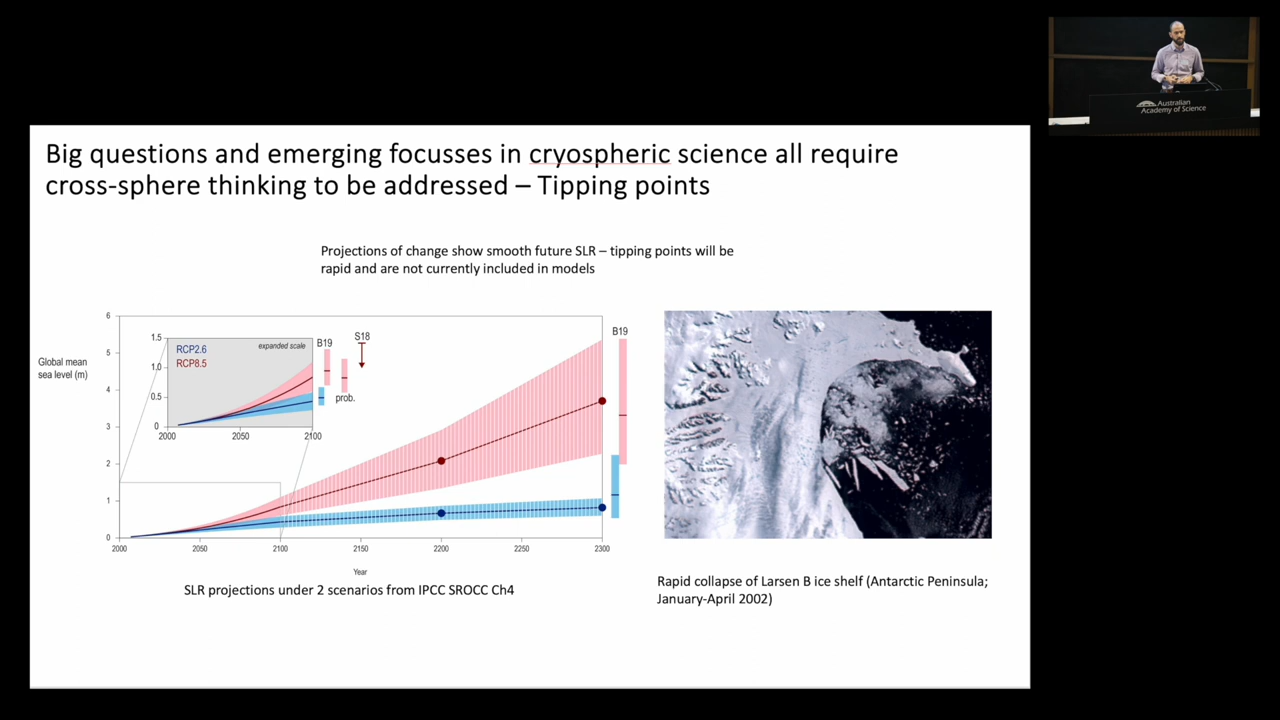 Australian
Academy of Science
Big questions and emerging focusses in cryospheric science all require
cross-sphere thinking to be addressed – Tipping points
Projections of change show smooth future SLR – tipping points will be
rapid and are not currently included in models
Global mean
sea level (m)
6
5
4
3
2
1
0
1.5
1.0
0.5
0
RCP2.6
RCP8.5
expanded scale
2000
2050
2100
B19
S18
prob.
B19
2000
2050
2100
2150
2200
2250
2300
Year
SLR projections under 2 scenarios from IPCC SROCC Ch4
Rapid collapse of Larsen B ice shelf (Antarctic Peninsula;
January-April 2002)